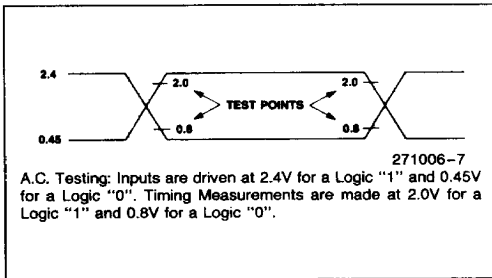 2.4
2.0
2.0
TEST POINTS
0.8
0.8
0.45
271006–7
A.C. Testing: Inputs are driven at 2.4V for a Logic "1" and 0.45V
for a Logic "0". Timing Measurements are made at 2.0V for a
Logic "1" and 0.8V for a Logic "0".